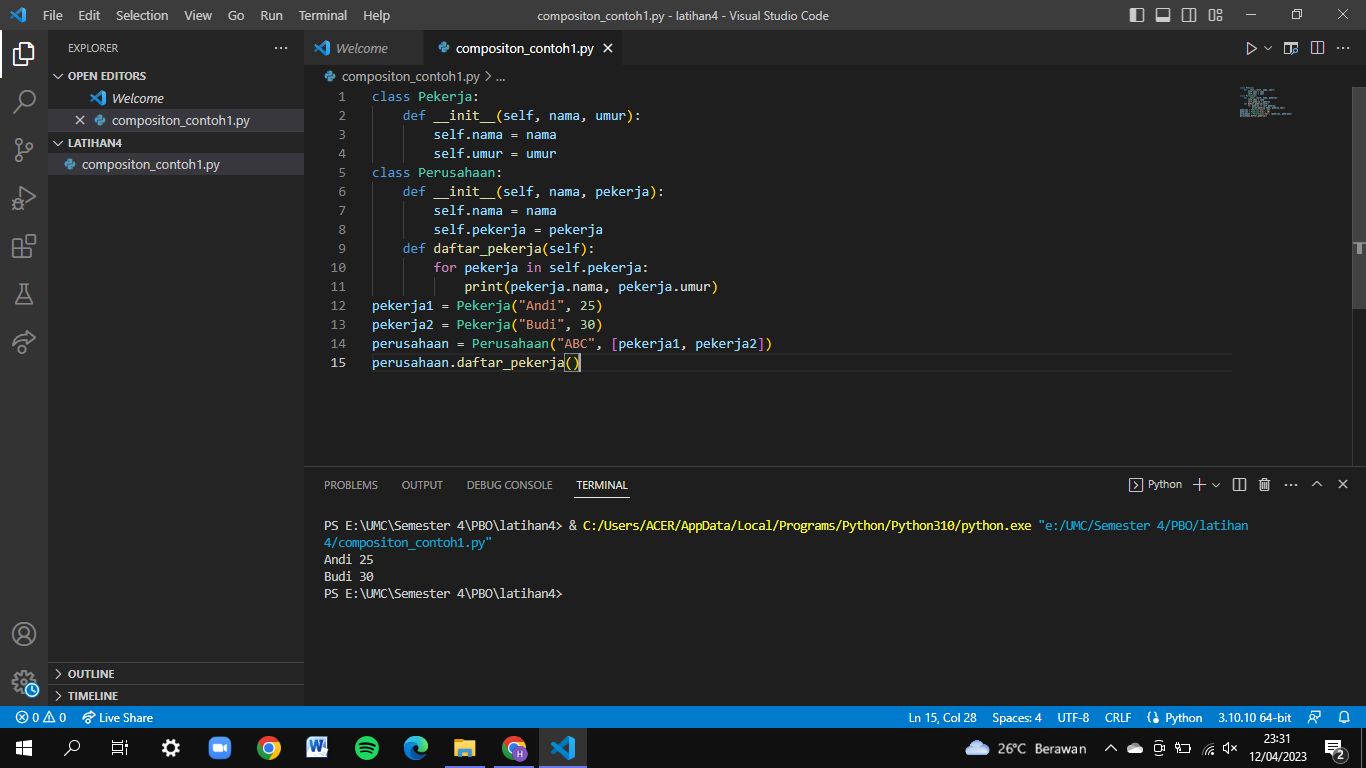 File Edit Selection View Go Run Terminal Help compositon_contoh1.py - latihan4 - Visual Studio Code
EXPLORER
OPEN EDITORS
Welcome
compositon_contoh1.py
LATIHAN4
compositon_contoh1.py
OUTLINE
TIMELINE
Welcome compositon_contoh1.py
compositon_contoh1.py > ...
1 class Pekerja:
2     def __init__(self, nama, umur):
3         self.nama = nama
4         self.umur = umur
5 class Perusahaan:
6     def __init__(self, nama, pekerja):
7         self.nama = nama
8         self.pekerja = pekerja
9     def daftar_pekerja(self):
10         for pekerja in self.pekerja:
11             print(pekerja.nama, pekerja.umur)
12 pekerja1 = Pekerja("Andi", 25)
13 pekerja2 = Pekerja("Budi", 30)
14 perusahaan = Perusahaan("ABC", [pekerja1, pekerja2])
15 perusahaan.daftar_pekerja()
PROBLEMS OUTPUT DEBUG CONSOLE TERMINAL Python
PS E:\UMC\Semester 4\PBO\latihan4> & C:/Users/ACER/AppData/Local/Programs/Python/Python310/python.exe "e:/UMC/Semester 4/PBO/latihan
4/compositon_contoh1.py"
Andi 25
Budi 30
PS E:\UMC\Semester 4\PBO\latihan4>
0 0 Live Share Ln 15, Col 28 Spaces: 4 UTF-8 CRLF Python 3.10.10 64-bit
26°C Berawan 23:31
12/04/2023
2